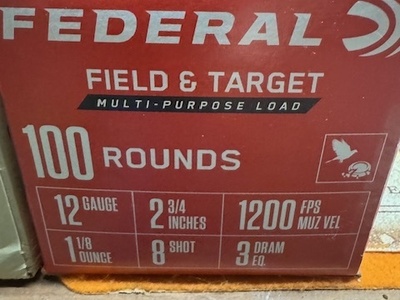 FEDERAL
FIELD & TARGET
MULTI-PURPOSE LOAD
100 ROUNDS
12 GAUGE
2 3/4 INCHES
1200 FPS MUZ VEL
1 1/8 OUNCE
8 SHOT
3 DRAM EQ.